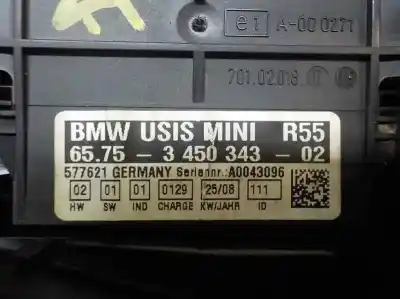 e1 A-00 0271
701.02.018
BMW USIS MINI R55
65.75 - 3 450 343 - 02
577621 GERMANY Seriennr.:A0043096
02 01 01 0129 25/08 111
HW SW IND CHARGE KW/JAHR ID